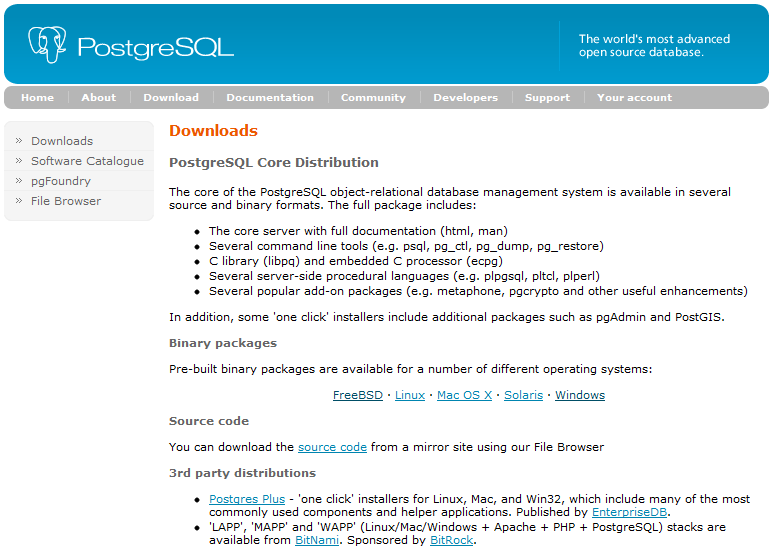 PostgreSQL
The world's most advanced
open source database.
Home About Download Documentation Community Developers Support Your account
» Downloads
» Software Catalogue
» pgFoundry
» File Browser
Downloads
PostgreSQL Core Distribution
The core of the PostgreSQL object-relational database management system is available in several
source and binary formats. The full package includes:
• The core server with full documentation (html, man)
• Several command line tools (e.g. psql, pg_ctl, pg_dump, pg_restore)
• C library (libpq) and embedded C processor (ecpg)
• Several server-side procedural languages (e.g. plpgsql, pltcl, plperl)
• Several popular add-on packages (e.g. metaphone, pgcrypto and other useful enhancements)
In addition, some 'one click' installers include additional packages such as pgAdmin and PostGIS.
Binary packages
Pre-built binary packages are available for a number of different operating systems:
FreeBSD · Linux · Mac OS X · Solaris · Windows
Source code
You can download the source code from a mirror site using our File Browser
3rd party distributions
• Postgres Plus - 'one click' installers for Linux, Mac, and Win32, which include many of the most
commonly used components and helper applications. Published by EnterpriseDB.
• 'LAPP', 'MAPP' and 'WAPP' (Linux/Mac/Windows + Apache + PHP + PostgreSQL) stacks are
available from BitNami. Sponsored by BitRock.